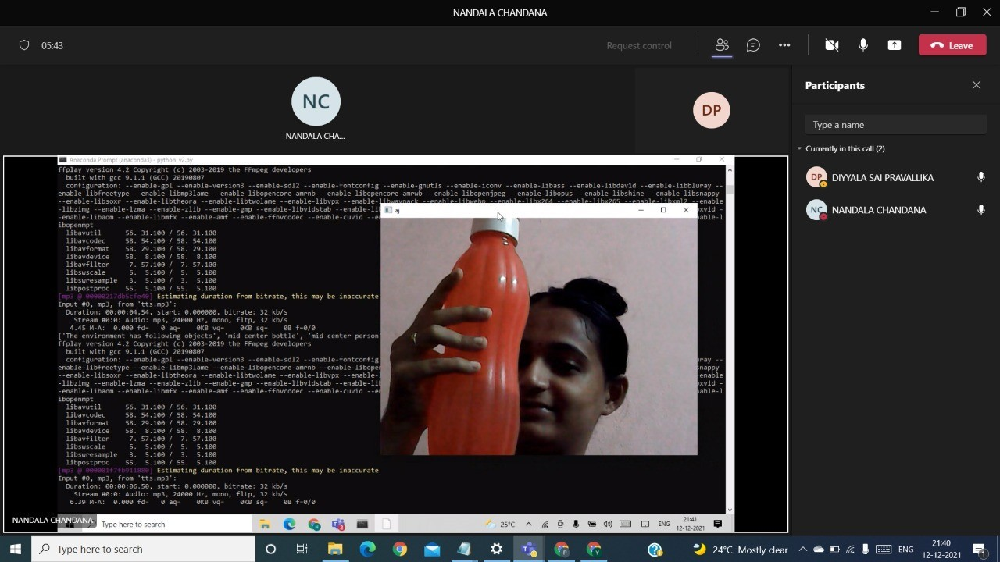 NANDALA CHANDANA
05:43
Request control
Leave
NC
NANDALA CHA...
DP
Participants
Type a name
Currently in this call (2)
DP DIYYALA SAI PRAVALLIKA
NC NANDALA CHANDANA
Anaconda Prompt (anaconda3) - python v2.py
ffplay version 4.2 Copyright (c) 2003-2019 the FFmpeg developers
built with gcc 9.1.1 (GCC) 20190807
configuration: --enable-gpl --enable-version3 --enable-sdl2 --enable-fontconfig --enable-gnutls --enable-iconv --enable-libass --enable-libdav1d --enable-libbluray -
-enable-libfreetype --enable-libmp3lame --enable-libopencore-amrnb --enable-libopencore-amrwb --enable-libopenjpeg --enable-libopus --enable-libshine --enable-libsnappy
--enable-libsoxr --enable-libtheora --enable-libtwolame --enable-libvpx --enable-libwavpack --enable-libwebp --enable-libx264 --enable-libx265 --enable-libxml2 --enable-
-libzimg --enable-lzma --enable-zlib --enable-gmp --enable-libvidstab --enable-lib
xvid -
-enable-libaom --enable-libmfx --enable-amf --enable-ffnvcodec --enable-cuvid --e
able-l
ibopenmpt
libavutil 56. 31.100 / 56. 31.100
libavcodec 58. 54.100 / 58. 54.100
libavformat 58. 29.100 / 58. 29.100
libavdevice 58. 8.100 / 58. 8.100
libavfilter 7. 57.100 / 7. 57.100
libswscale 5. 5.100 / 5. 5.100
libswresample 3. 5.100 / 3. 5.100
libpostproc 55. 5.100 / 55. 5.100
[mp3 @ 00000217db5cfe40] Estimating duration from bitrate, this may be inaccurate
Input #0, mp3, from 'tts.mp3':
Duration: 00:00:04.54, start: 0.000000, bitrate: 32 kb/s
Stream #0:0: Audio: mp3, 24000 Hz, mono, fltp, 32 kb/s
4.45 M-A: 0.000 fd= 0 aq= 0KB vq= 0KB sq= 0B f=0/0
['The environment has following objects', 'mid center bottle', 'mid center person'
ffplay version 4.2 Copyright (c) 2003-2019 the FFmpeg developers
built with gcc 9.1.1 (GCC) 20190807
configuration: --enable-gpl --enable-version3 --enable-sdl2 --enable-fontconfig
uray -
-enable-libfreetype --enable-libmp3lame --enable-libopencore-amrnb --enable-libope
snappy
--enable-libsoxr --enable-libtheora --enable-libtwolame --enable-libvpx --enable-l
able-
-libzimg --enable-lzma --enable-zlib --enable-gmp --enable-libvidstab --enable-lib
xvid -
-enable-libaom --enable-libmfx --enable-amf --enable-ffnvcodec --enable-cuvid --e
able-l
ibopenmpt
libavutil 56. 31.100 / 56. 31.100
libavcodec 58. 54.100 / 58. 54.100
libavformat 58. 29.100 / 58. 29.100
libavdevice 58. 8.100 / 58. 8.100
libavfilter 7. 57.100 / 7. 57.100
libswscale 5. 5.100 / 5. 5.100
libswresample 3. 5.100 / 3. 5.100
libpostproc 55. 5.100 / 55. 5.100
Estimating duration from bitrate, this may be inaccurate
Input #0, mp3, from 'tts.mp3':
Duration: 00:00:06.50, start: 0.000000, bitrate: 32 kb/s
Stream #0:0: Audio: mp3, 24000 Hz, mono, fltp, 32 kb/s
6.39 M-A: 0.000 fd= 0 aq= 0KB vq= 0KB sq= 0B f=0/0
aj
NANDALA CHANDANA
Type here to search
25°C
ENG
21:41
12-12-2021
Type here to search
24°C Mostly clear
ENG
21:40
12-12-2021